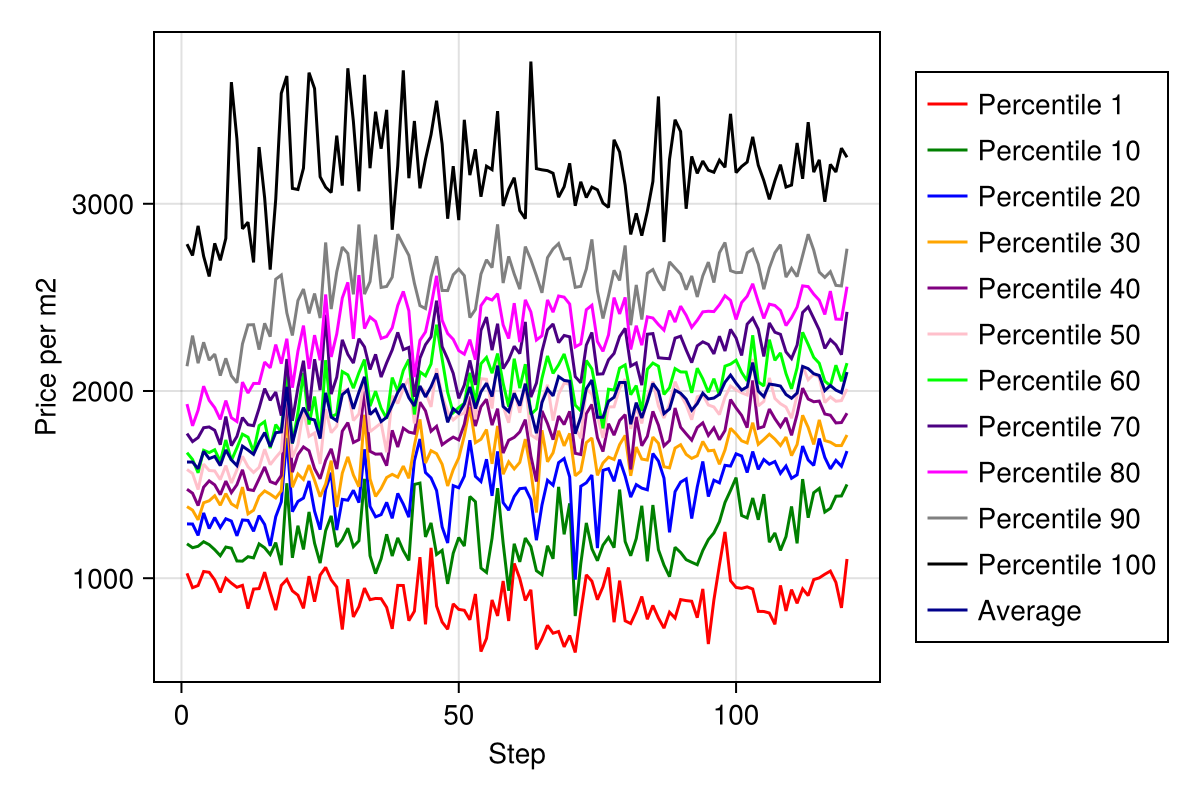 Price per m2
3000
2000
1000
0
50
100
Step
Percentile 1
Percentile 10
Percentile 20
Percentile 30
Percentile 40
Percentile 50
Percentile 60
Percentile 70
Percentile 80
Percentile 90
Percentile 100
Average